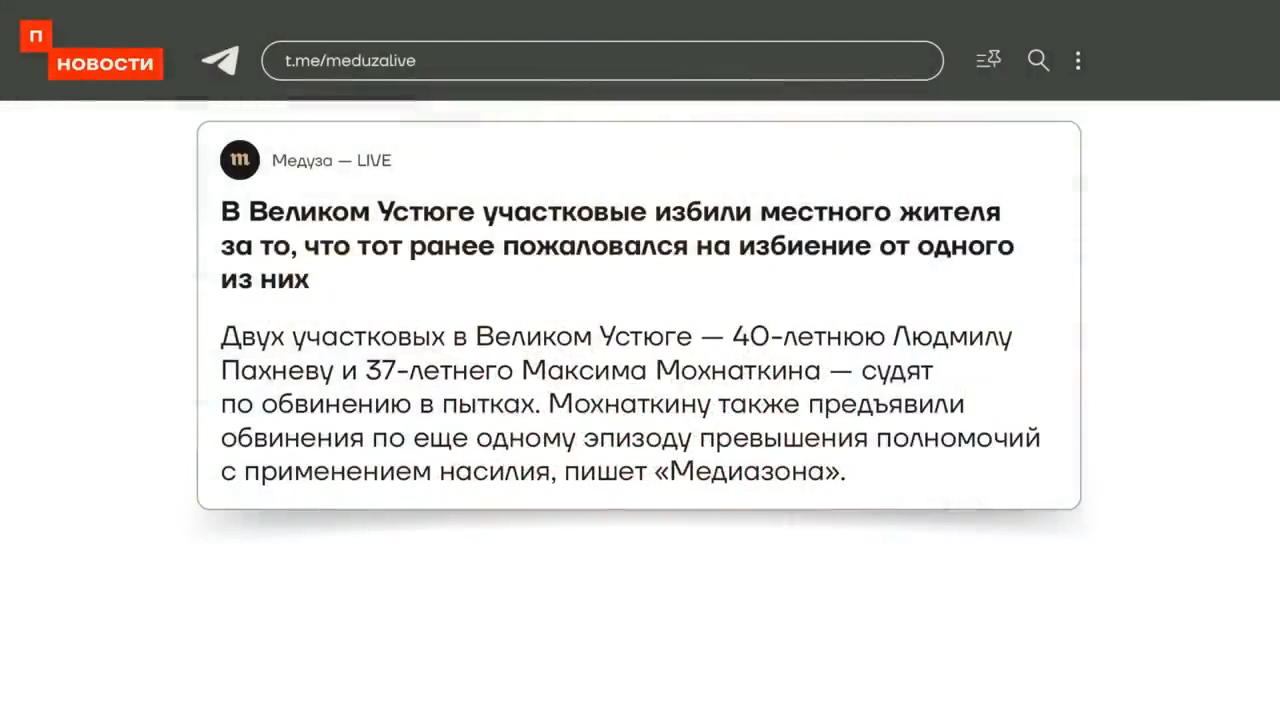 П
НОВОСТИ
t.me/meduzalive
m
Медуза — LIVE
В Великом Устюге участковые избили местного жителя
за то, что тот ранее пожаловался на избиение от одного
из них
Двух участковых в Великом Устюге — 40-летнюю Людмилу
Пахневу и 37-летнего Максима Мохнаткина — судят
по обвинению в пытках. Мохнаткину также предъявили
обвинения по еще одному эпизоду превышения полномочий
с применением насилия, пишет «Медиазона».